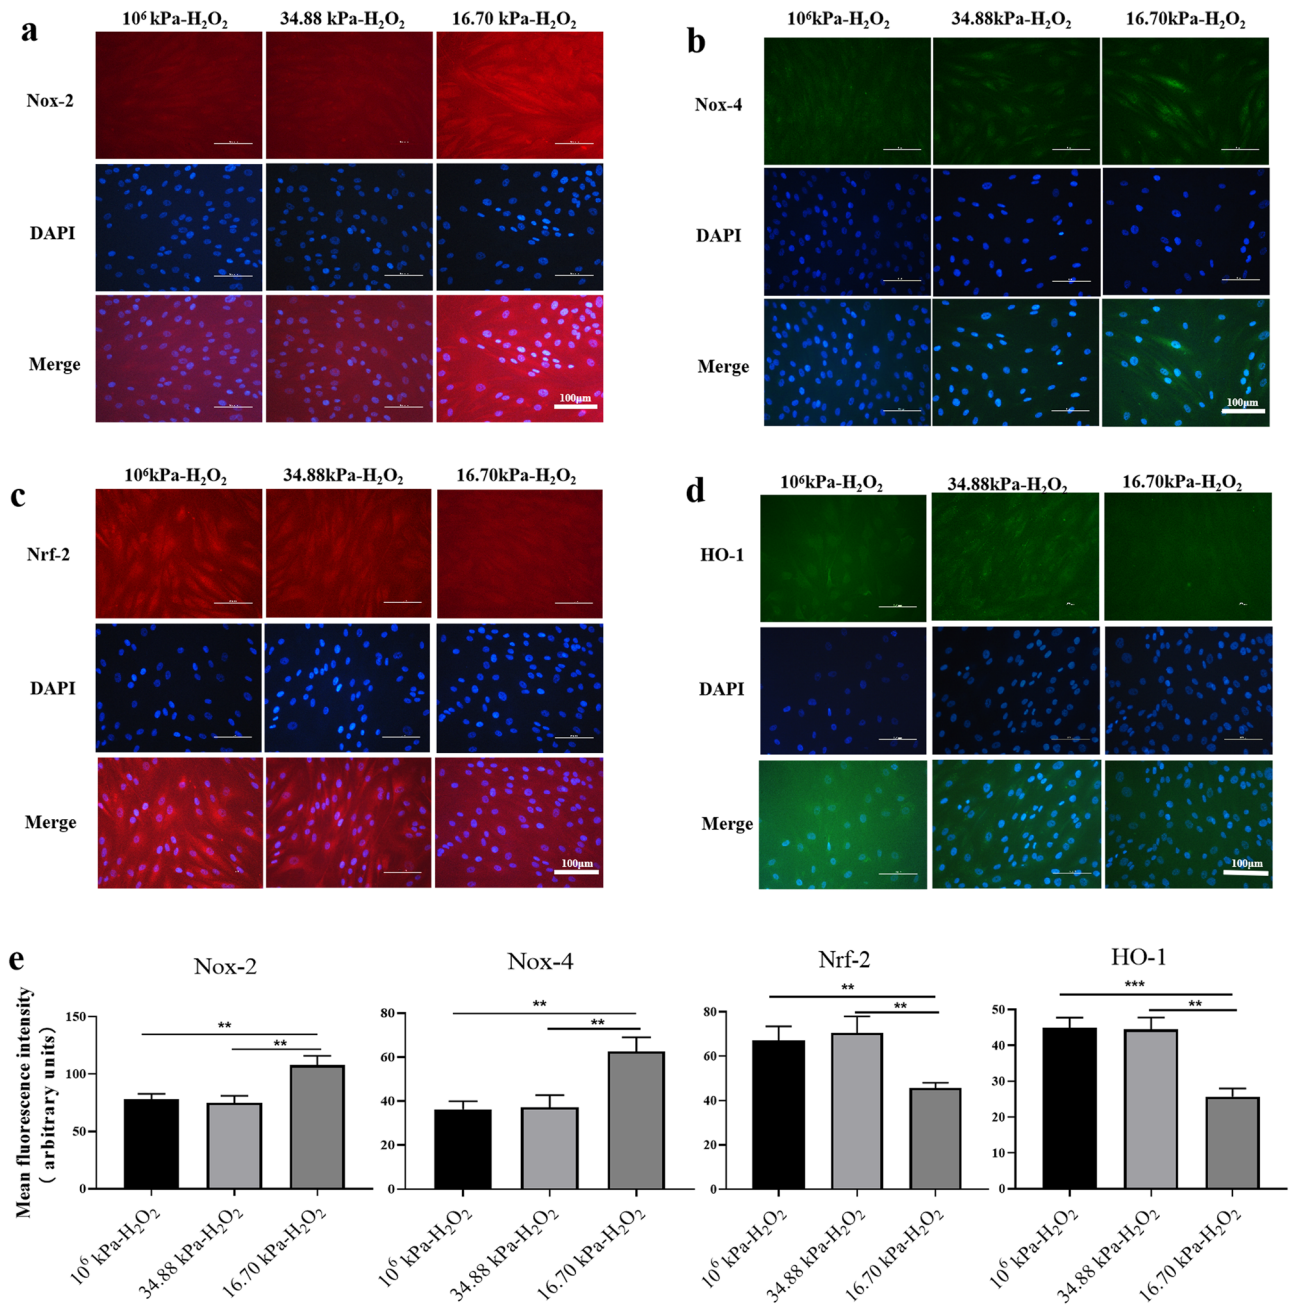 a
10⁶ kPa-H₂O₂ 34.88 kPa-H₂O₂ 16.70 kPa-H₂O₂
Nox-2
DAPI
Merge
100μm
b
10⁶kPa-H₂O₂ 34.88kPa-H₂O₂ 16.70kPa-H₂O₂
Nox-4
DAPI
Merge
100μm
c
10⁶kPa-H₂O₂ 34.88kPa-H₂O₂ 16.70kPa-H₂O₂
Nrf-2
DAPI
Merge
100μm
d
10⁶kPa-H₂O₂ 34.88kPa-H₂O₂ 16.70kPa-H₂O₂
HO-1
DAPI
Merge
100μm
e
Mean fluorescence intensity
( arbitrary units)
Nox-2
**
**
150
100
50
0
10⁶ kPa-H₂O₂ 34.88 kPa-H₂O₂ 16.70 kPa-H₂O₂
Nox-4
**
**
80
60
40
20
0
10⁶ kPa-H₂O₂ 34.88 kPa-H₂O₂ 16.70 kPa-H₂O₂
Nrf-2
**
**
80
60
40
20
0
10⁶ kPa-H₂O₂ 34.88 kPa-H₂O₂ 16.70 kPa-H₂O₂
HO-1
***
**
50
40
30
20
10
0
10⁶ kPa-H₂O₂ 34.88 kPa-H₂O₂ 16.70 kPa-H₂O₂